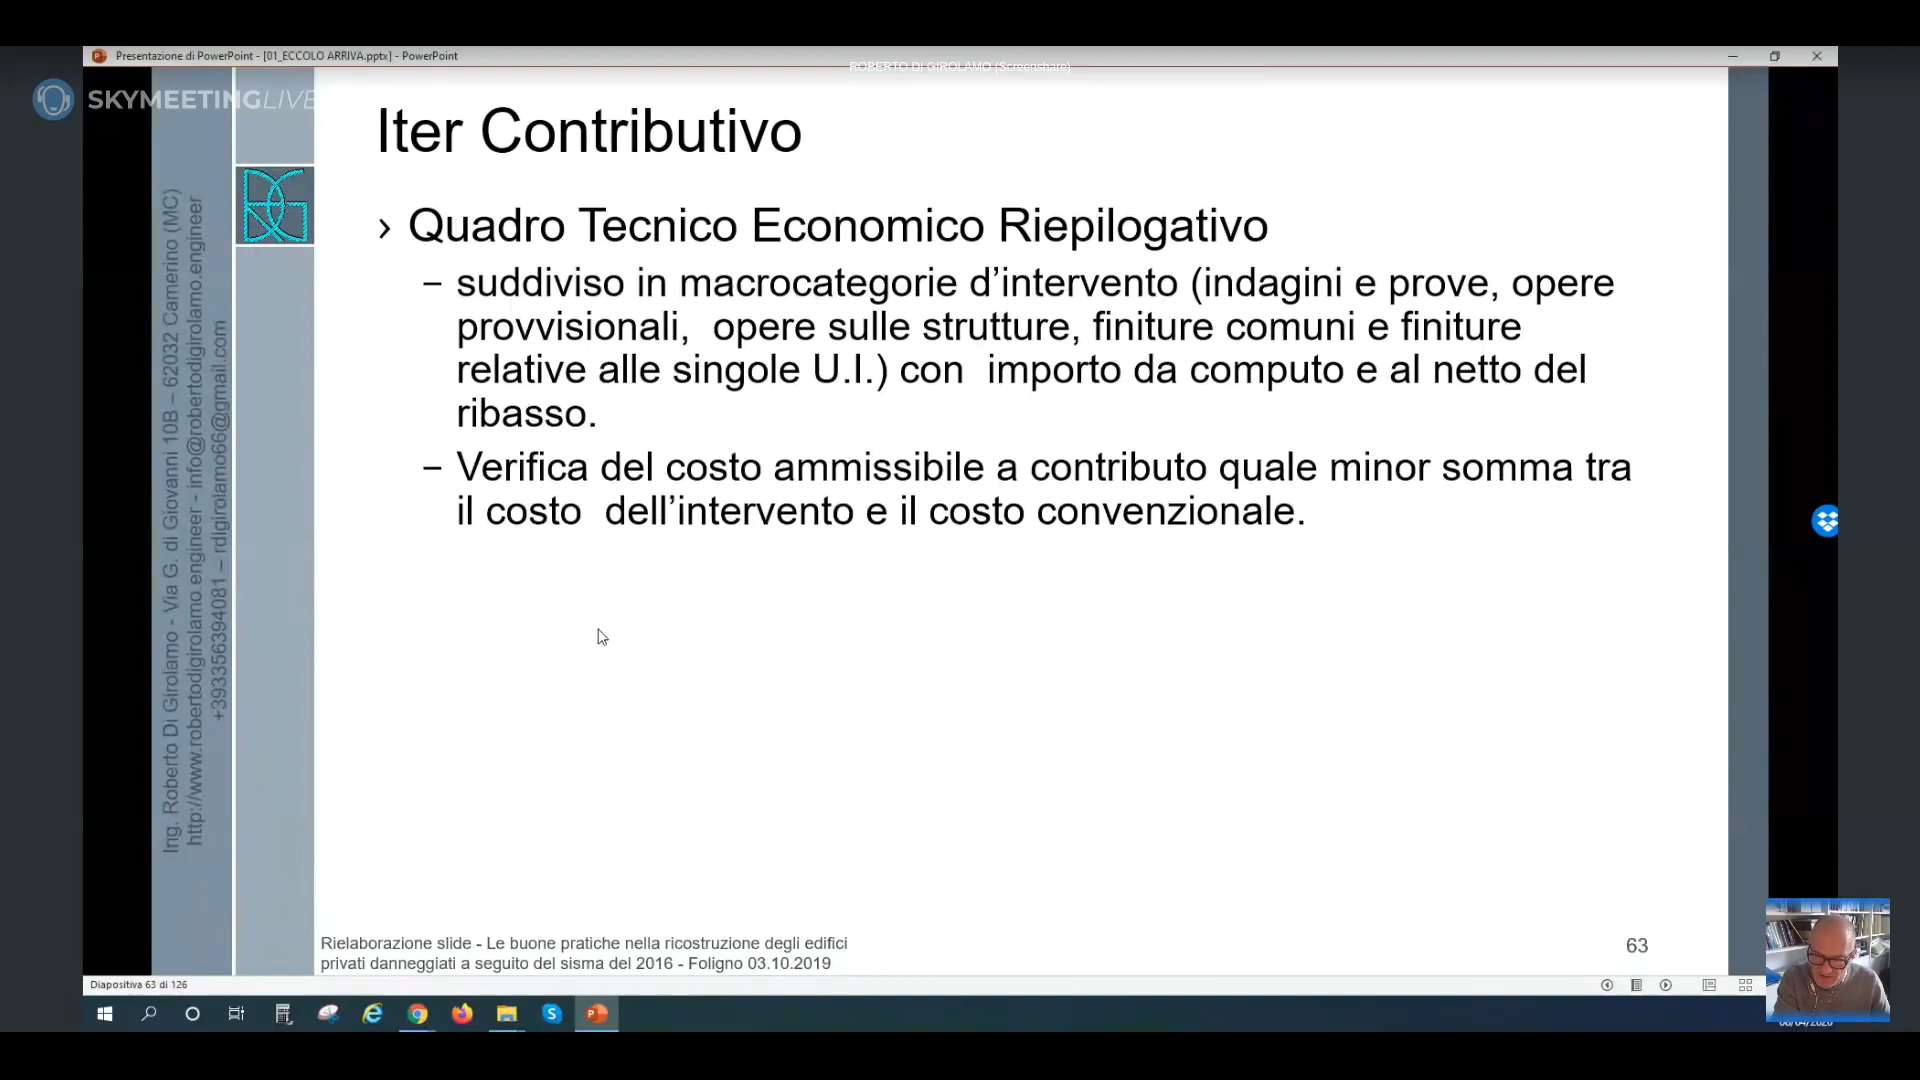 Presentazione di PowerPoint - [01_ECCOLO ARRIVA.pptx] - PowerPoint
ROBERTO DI GIROLAMO (Screenshare)
SKYMEETINGLIVE
Iter Contributivo
› Quadro Tecnico Economico Riepilogativo
– suddiviso in macrocategorie d’intervento (indagini e prove, opere
provvisionali, opere sulle strutture, finiture comuni e finiture
relative alle singole U.I.) con importo da computo e al netto del
ribasso.
– Verifica del costo ammissibile a contributo quale minor somma tra
il costo dell’intervento e il costo convenzionale.
Ing. Roberto Di Girolamo - Via G. di Giovanni 10B – 62032 Camerino (MC)
http://www.robertodigirolamo.engineer - info@robertodigirolamo.engineer
+393356394081 – rdigirolamo66@gmail.com
Rielaborazione slide - Le buone pratiche nella ricostruzione degli edifici
privati danneggiati a seguito del sisma del 2016 - Foligno 03.10.2019
63
Diapositiva 63 di 126